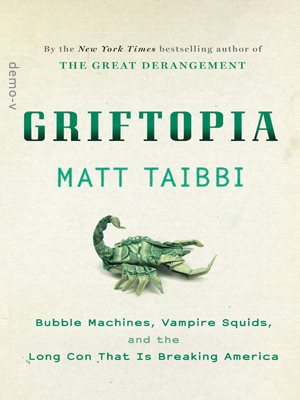 By the New York Times bestselling author of
THE GREAT DERANGEMENT
demo-v
GRIFTOPIA
MATT TAIBBI
Bubble Machines, Vampire Squids,
and the
Long Con That Is Breaking America